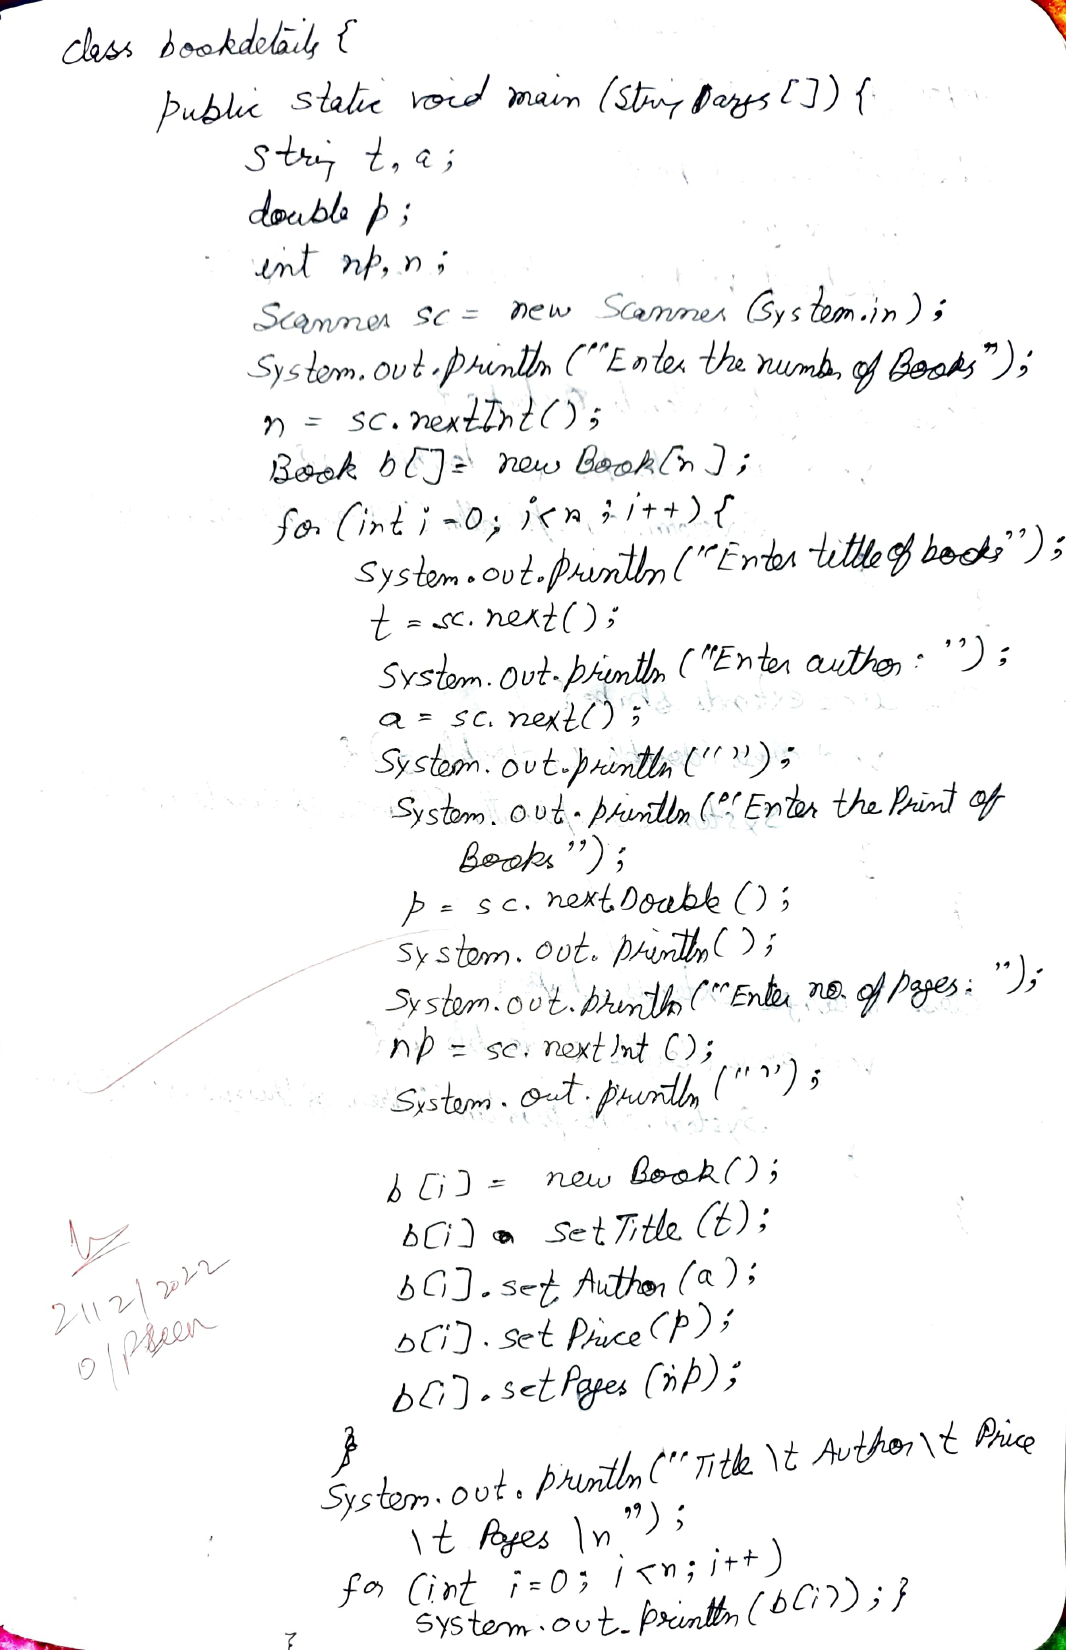 class bookdetails {
public static void main (String args []) {
string t, a;
double p;
int np, n;
Scanner sc = new Scanner (System.in);
System.out.println ("Enter the number of Books");
n = sc.nextInt();
Book b[] = new Book[n];
for (int i=0; i<n; i++) {
System.out.println ("Enter tittle of books");
t = sc.next();
System.out.println ("Enter author : ");
a = sc.next();
System.out.println (" ");
System.out.println ("Enter the Print of
Books");
p = sc.nextDouble ();
System.out.println();
System.out.println ("Enter no. of pages: ");
np = sc.nextInt ();
System.out.println (" ");
b[i] = new Book();
b[i] . setTitle (t);
b[i].set Author (a);
b[i].set Price (p);
b[i].setPages (np);
21/2/2022
O/P seen
}
System.out.println ("Title \t Author \t Price
\t Pages \n");
for (int i=0; i<n; i++)
System.out.println (b[i]); }
}